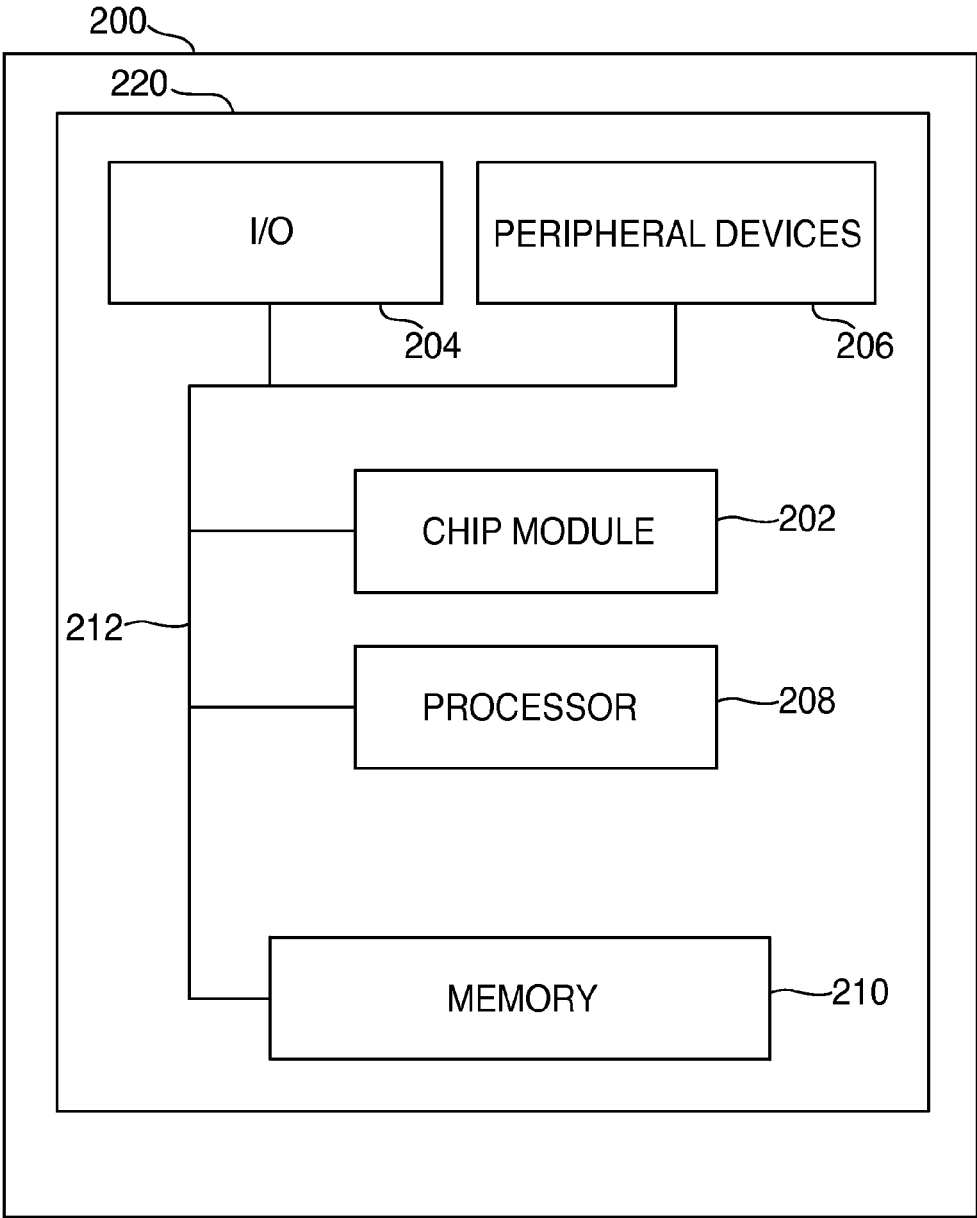 200
220
I/O
PERIPHERAL DEVICES
204
206
CHIP MODULE
202
212
PROCESSOR
208
MEMORY
210